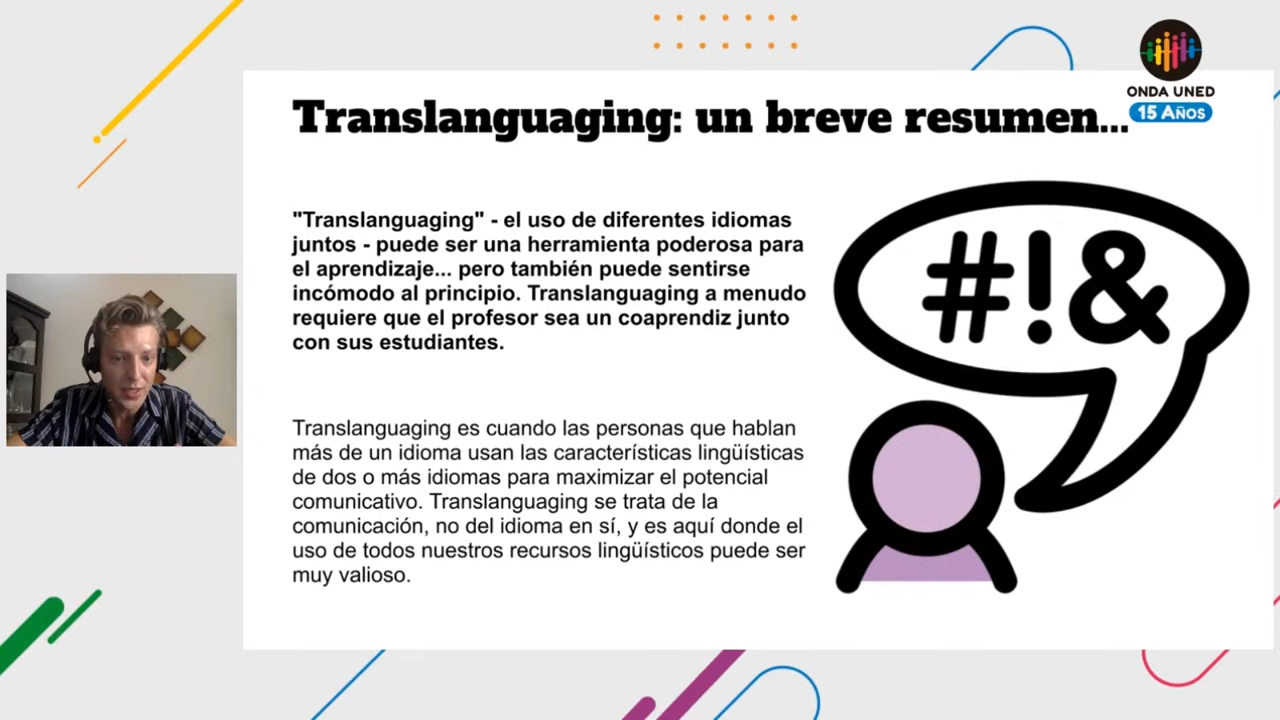 ONDA UNED
15 AÑOS
Translanguaging: un breve resumen...
"Translanguaging" - el uso de diferentes idiomas
juntos - puede ser una herramienta poderosa para
el aprendizaje... pero también puede sentirse
incómodo al principio. Translanguaging a menudo
requiere que el profesor sea un coaprendiz junto
con sus estudiantes.
#!&
Translanguaging es cuando las personas que hablan
más de un idioma usan las características lingüísticas
de dos o más idiomas para maximizar el potencial
comunicativo. Translanguaging se trata de la
comunicación, no del idioma en sí, y es aquí donde el
uso de todos nuestros recursos lingüísticos puede ser
muy valioso.